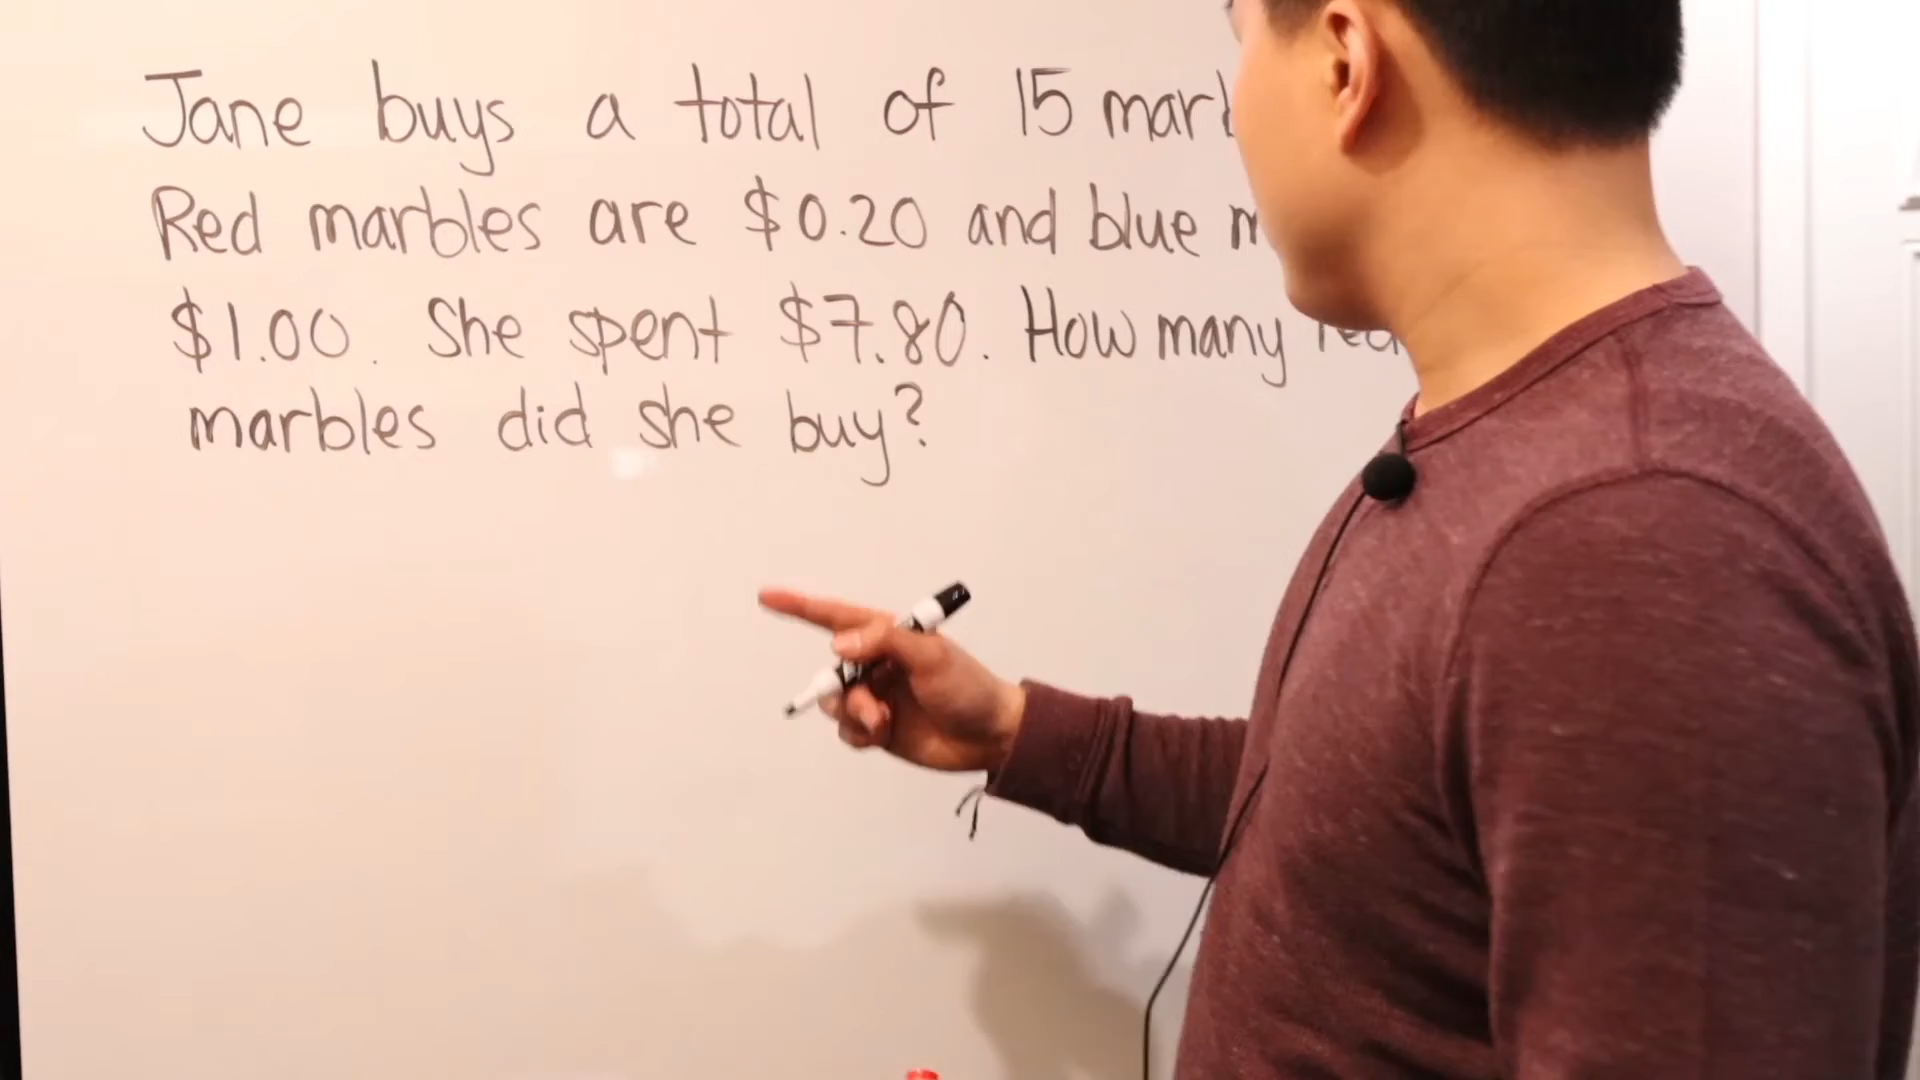 Jane buys a total of 15
Red marbles are $0.20 and blue
$1.00. She spent $7.80. How many red
marbles did she buy?